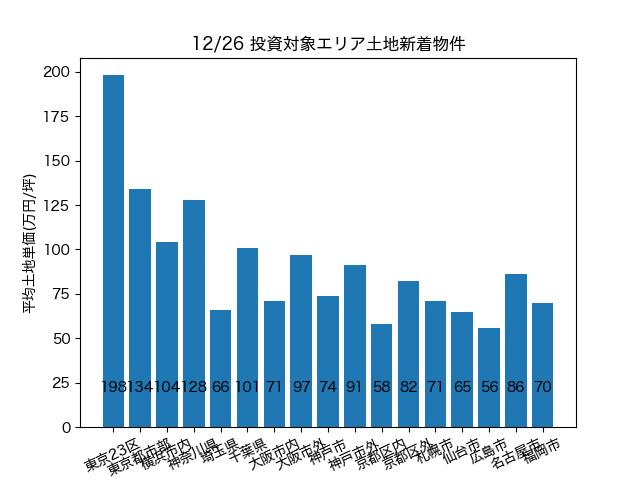 12/26 投資対象エリア土地新着物件
平均土地単価(万円/坪)
200
175
150
125
100
75
50
25
0
198 134 104 128 66 101 71 97 74 91 58 82 71 65 56 86 70
東京23区
東京都市部
横浜市内
神奈川県
埼玉県
千葉県
大阪市内
大阪市外
神戸市
神戸市外
京都区内
京都区外
札幌市
仙台市
広島市
名古屋市
福岡市